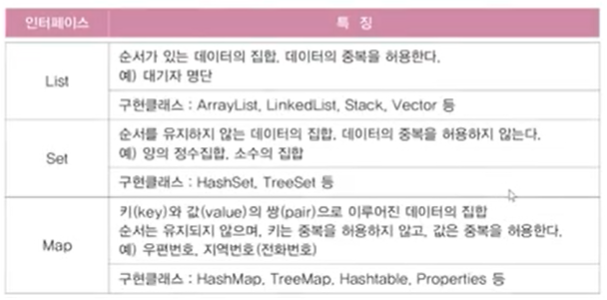 인터페이스
특 징
List
순서가 있는 데이터의 집합, 데이터의 중복을 허용한다.
예) 대기자 명단
구현클래스 : ArrayList, LinkedList, Stack, Vector 등
Set
순서를 유지하지 않는 데이터의 집합, 데이터의 중복을 허용하지 않는다.
예) 양의 정수집합, 소수의 집합
구현클래스 : HashSet, TreeSet 등
Map
키(key)와 값(value)의 쌍(pair)으로 이루어진 데이터의 집합
순서는 유지되지 않으며, 키는 중복을 허용하지 않고, 값은 중복을 허용한다.
예) 우편번호, 지역번호(전화번호)
구현클래스 : HashMap, TreeMap, Hashtable, Properties 등